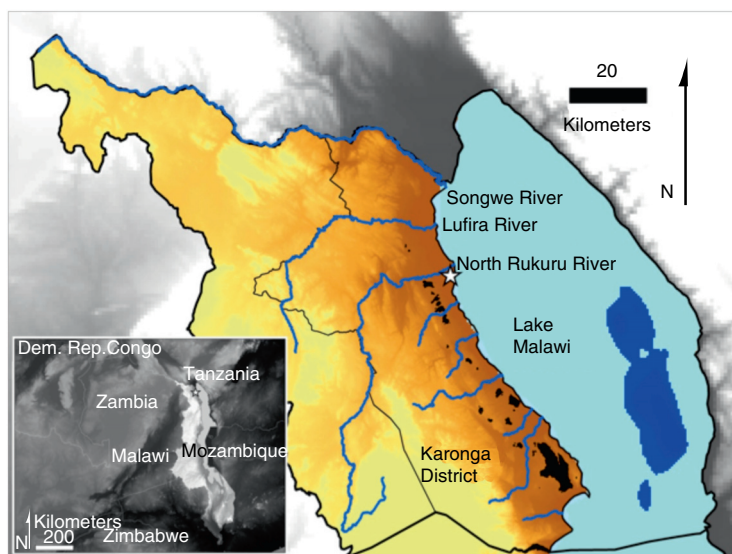 20
Kilometers
N
Songwe River
Lufira River
North Rukuru River
Lake
Malawi
Karonga
District
Dem. Rep.Congo
Tanzania
Zambia
Malawi
Mozambique
Kilometers
N 200
Zimbabwe